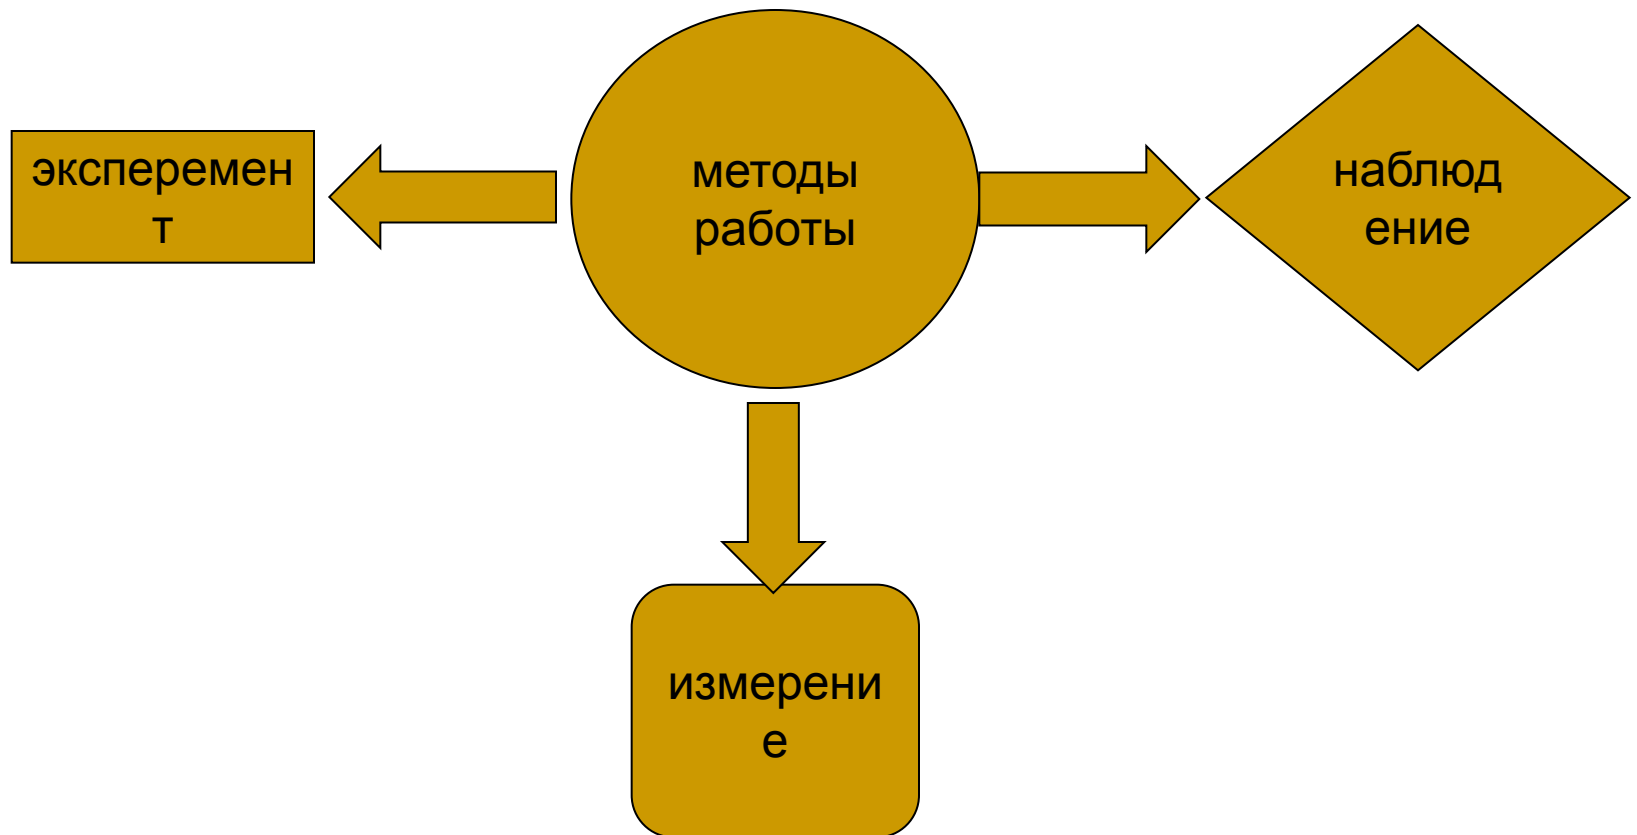 эксперемен
т
методы
работы
наблюд
ение
измерени
е